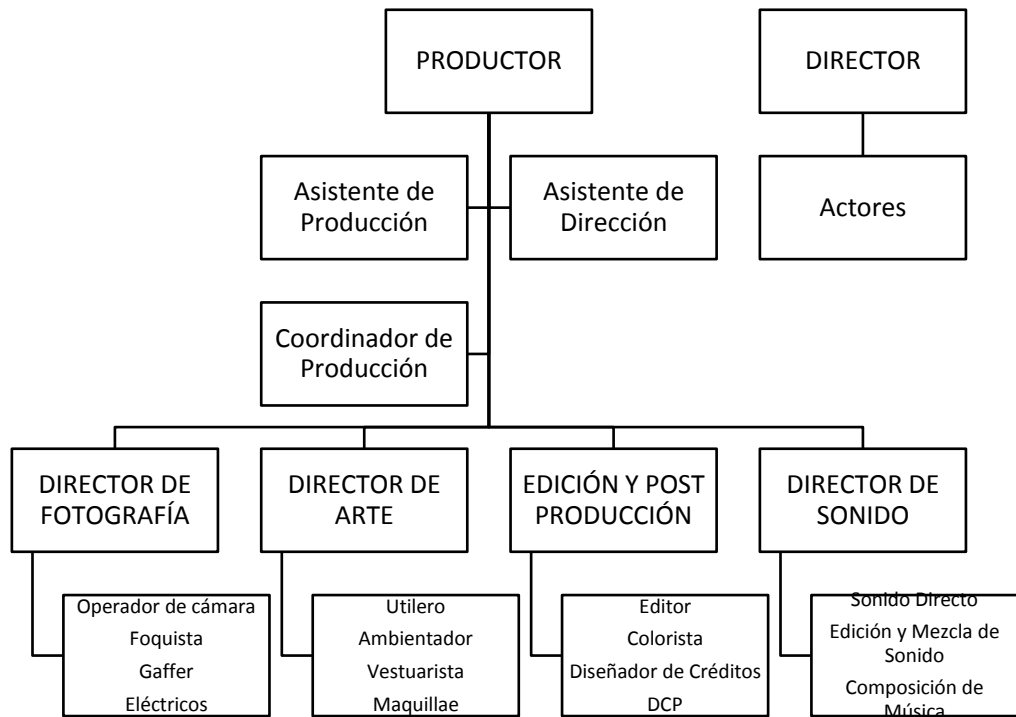 PRODUCTOR
DIRECTOR
Asistente de
Producción
Asistente de
Dirección
Actores
Coordinador de
Producción
DIRECTOR DE
FOTOGRAFÍA
DIRECTOR DE
ARTE
EDICIÓN Y POST
PRODUCCIÓN
DIRECTOR DE
SONIDO
Operador de cámara
Foquista
Gaffer
Eléctricos
Utilero
Ambientador
Vestuarista
Maquillae
Editor
Colorista
Diseñador de Créditos
DCP
Sonido Directo
Edición y Mezcla de
Sonido
Composición de
Música